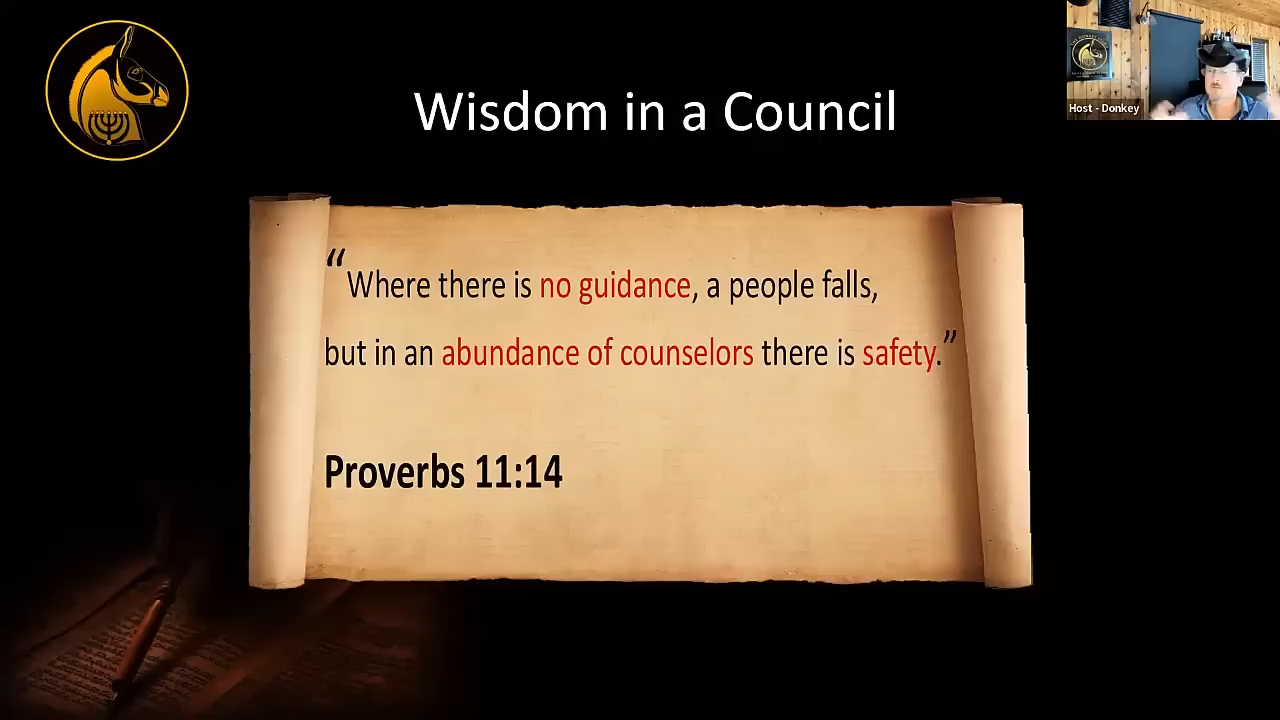 Wisdom in a Council
Host - Donkey
“Where there is no guidance, a people falls,
but in an abundance of counselors there is safety.”
Proverbs 11:14